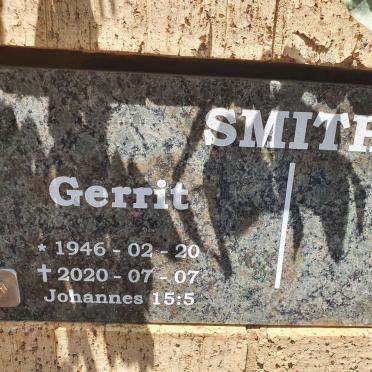 SMITH
Gerrit
* 1946 - 02 - 20
✝ 2020 - 07 - 07
Johannes 15:5